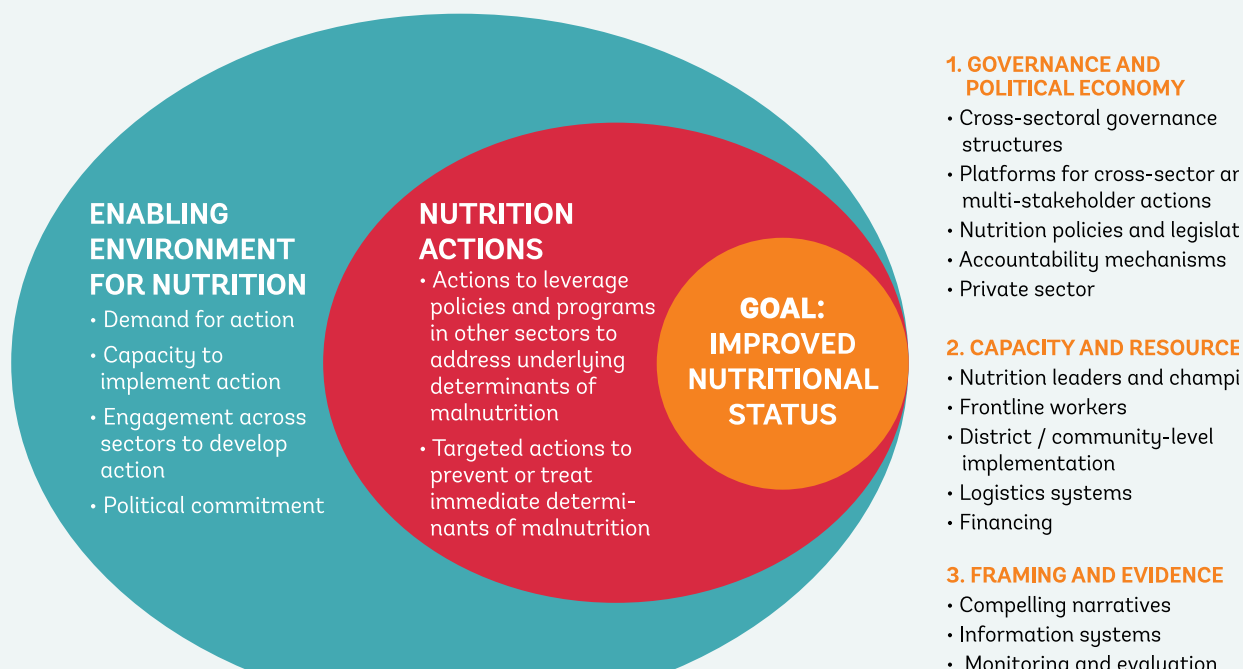 ENABLING
ENVIRONMENT
FOR NUTRITION
• Demand for action
• Capacity to
implement action
• Engagement across
sectors to develop
action
• Political commitment
NUTRITION
ACTIONS
• Actions to leverage
policies and programs
in other sectors to
address underlying
determinants of
malnutrition
• Targeted actions to
prevent or treat
immediate determi-
nants of malnutrition
GOAL:
IMPROVED
NUTRITIONAL
STATUS
1. GOVERNANCE AND
POLITICAL ECONOMY
• Cross-sectoral governance
structures
• Platforms for cross-sector
multi-stakeholder actions
• Nutrition policies and
• Accountability mechanisms
• Private sector
2. CAPACITY AND RESOURCE
• Nutrition leaders and
• Frontline workers
• District / community-level
implementation
• Logistics systems
• Financing
3. FRAMING AND EVIDENCE
• Compelling narratives
• Information systems
• Monitoring and evaluation